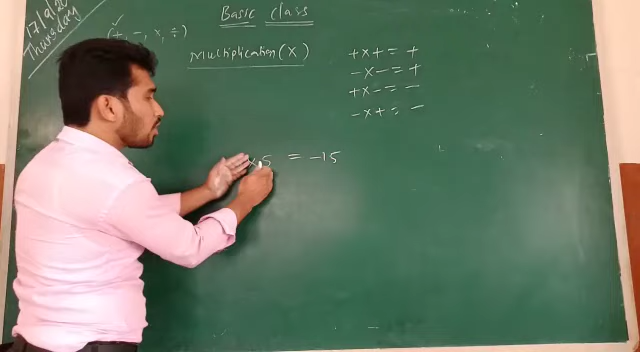 17/9/20
Thursday
Basic class
(+, -, x, ÷)
✓
Multiplication (x)
+ x + = +
- x - = +
+ x - = -
- x + = -
x 5 = -15